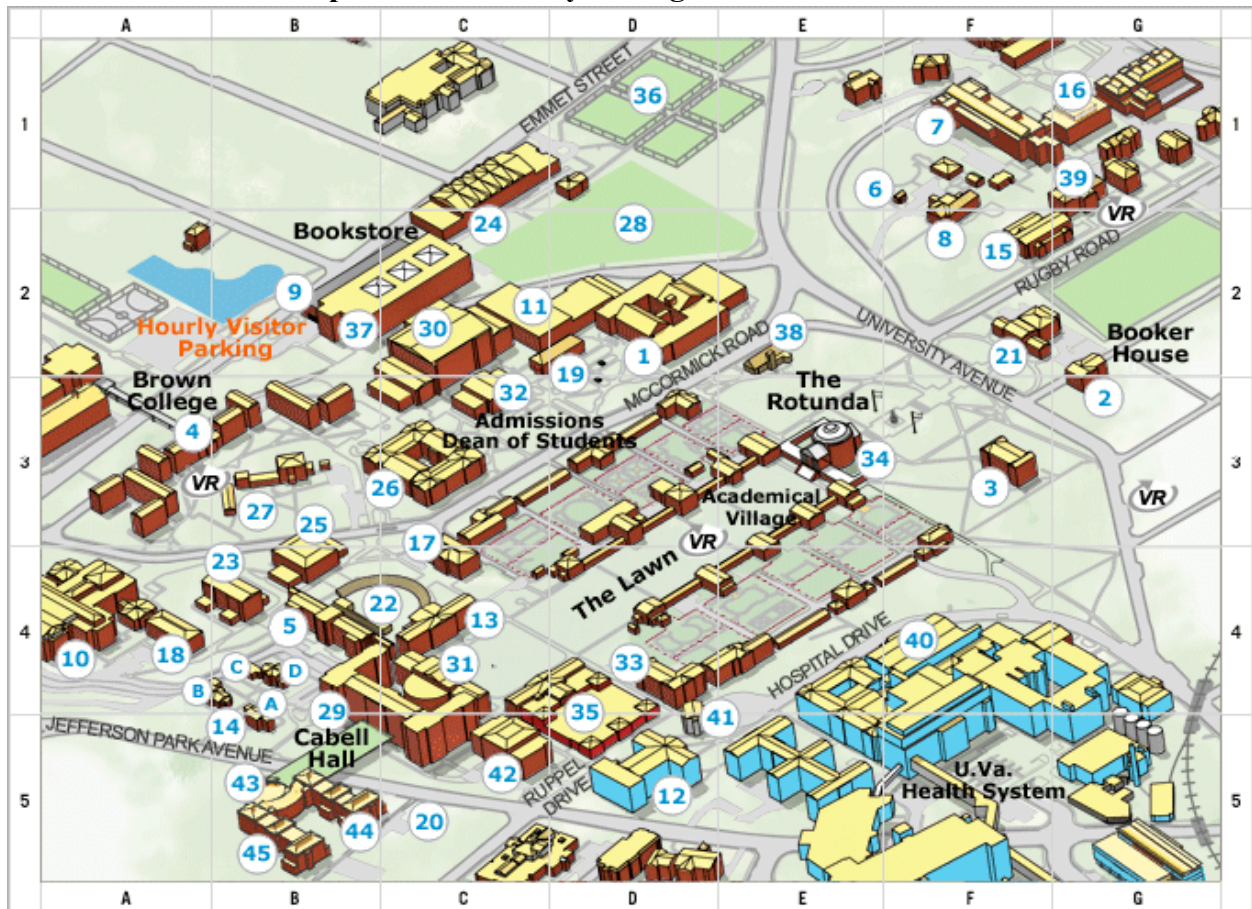 A B C D E F G
EMMET STREET
36
16
1
7
1
6
39
VR
24
28
8
15
Bookstore
RUGBY ROAD
9
2
11
2
Hourly Visitor
Parking
37
30
38
UNIVERSITY AVENUE
21
Booker
House
1
MCCORMICK ROAD
19
Brown
College
32
The
Rotunda
2
4
Admissions
Dean of Students
3
34
3
3
VR
26
VR
27
Academical
Village
25
17
VR
The Lawn
23
22
5
13
4
40
4
10
18
31
33
HOSPITAL DRIVE
C
D
B
A
14
29
35
41
JEFFERSON PARK AVENUE
Cabell
Hall
42
43
RUPPEL
DRIVE
12
U.Va.
Health System
5
20
5
44
45
A B C D E F G